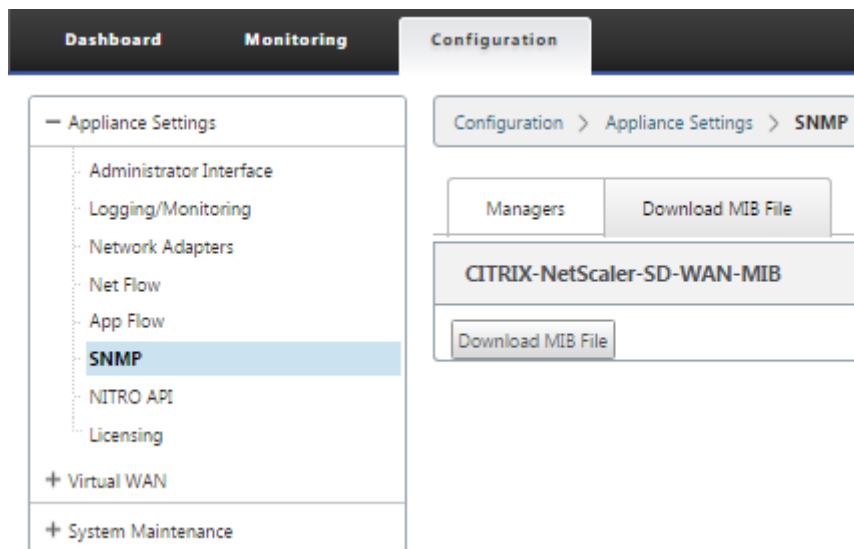 Dashboard Monitoring Configuration
− Appliance Settings
Administrator Interface
Logging/Monitoring
Network Adapters
Net Flow
App Flow
SNMP
NITRO API
Licensing
+ Virtual WAN
+ System Maintenance
Configuration > Appliance Settings > SNMP
Managers Download MIB File
CITRIX-NetScaler-SD-WAN-MIB
Download MIB File